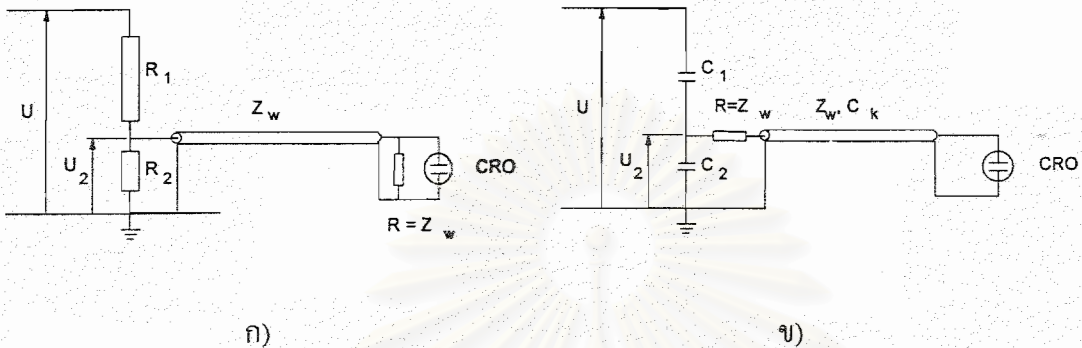 U
R 1
R 2
U 2
Z w
CRO
R = Z w
ก)
U
C 1
R=Z w
Z w, C k
U 2
C 2
CRO
ข)